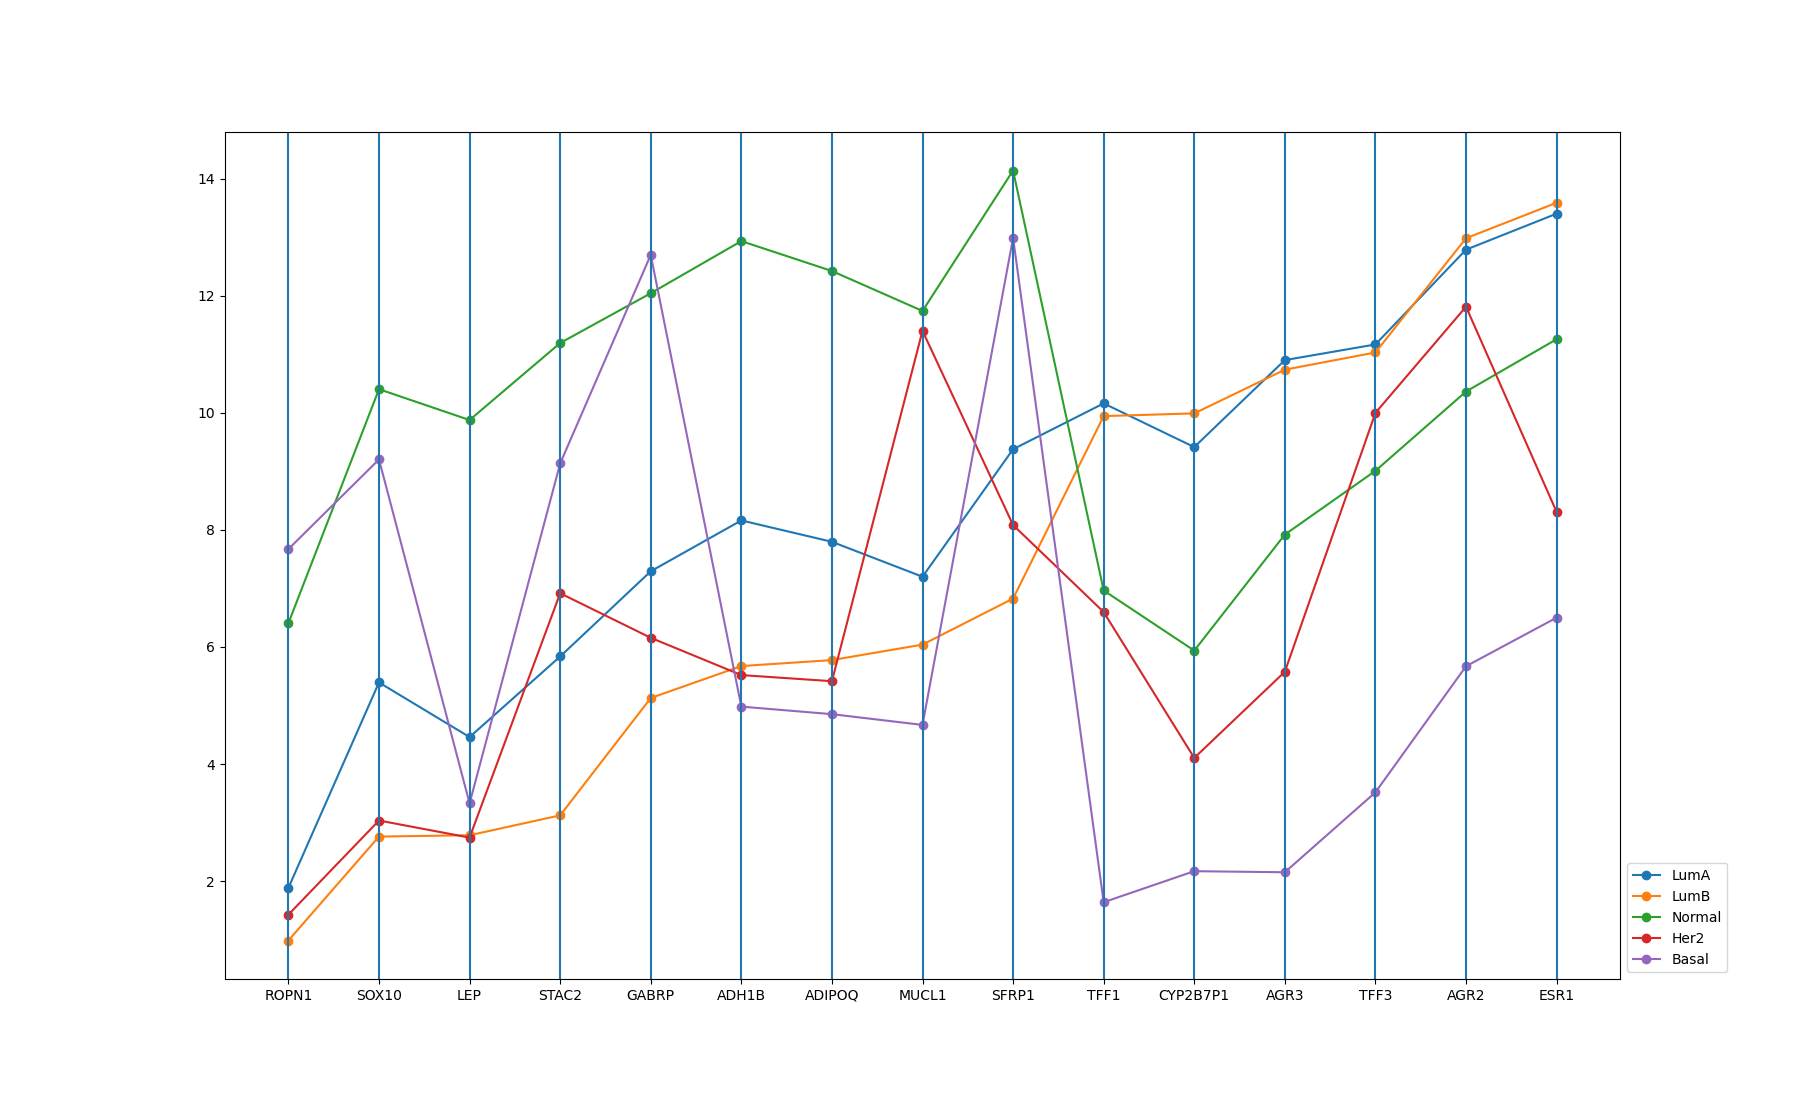 14
12
10
8
6
4
2
ROPN1 SOX10 LEP STAC2 GABRP ADH1B ADIPOQ MUCL1 SFRP1 TFF1 CYP2B7P1 AGR3 TFF3 AGR2 ESR1
LumA
LumB
Normal
Her2
Basal